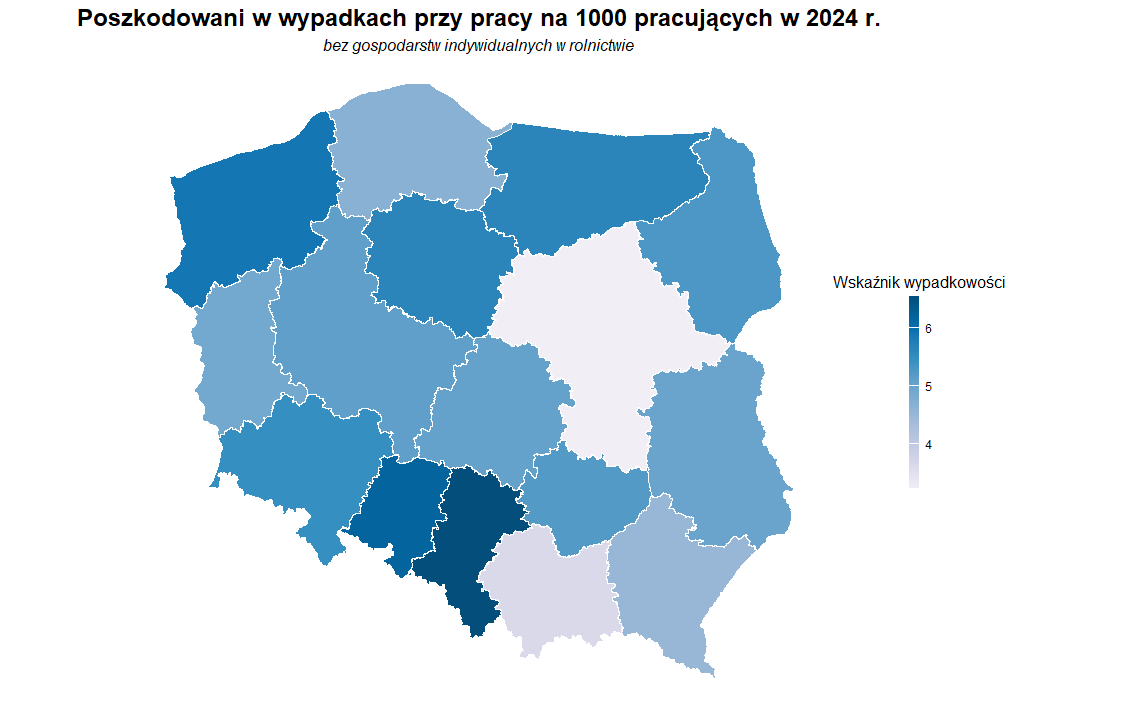 Poszkodowani w wypadkach przy pracy na 1000 pracujących w 2024 r.
bez gospodarstw indywidualnych w rolnictwie
Wskaźnik wypadkowości
6
5
4